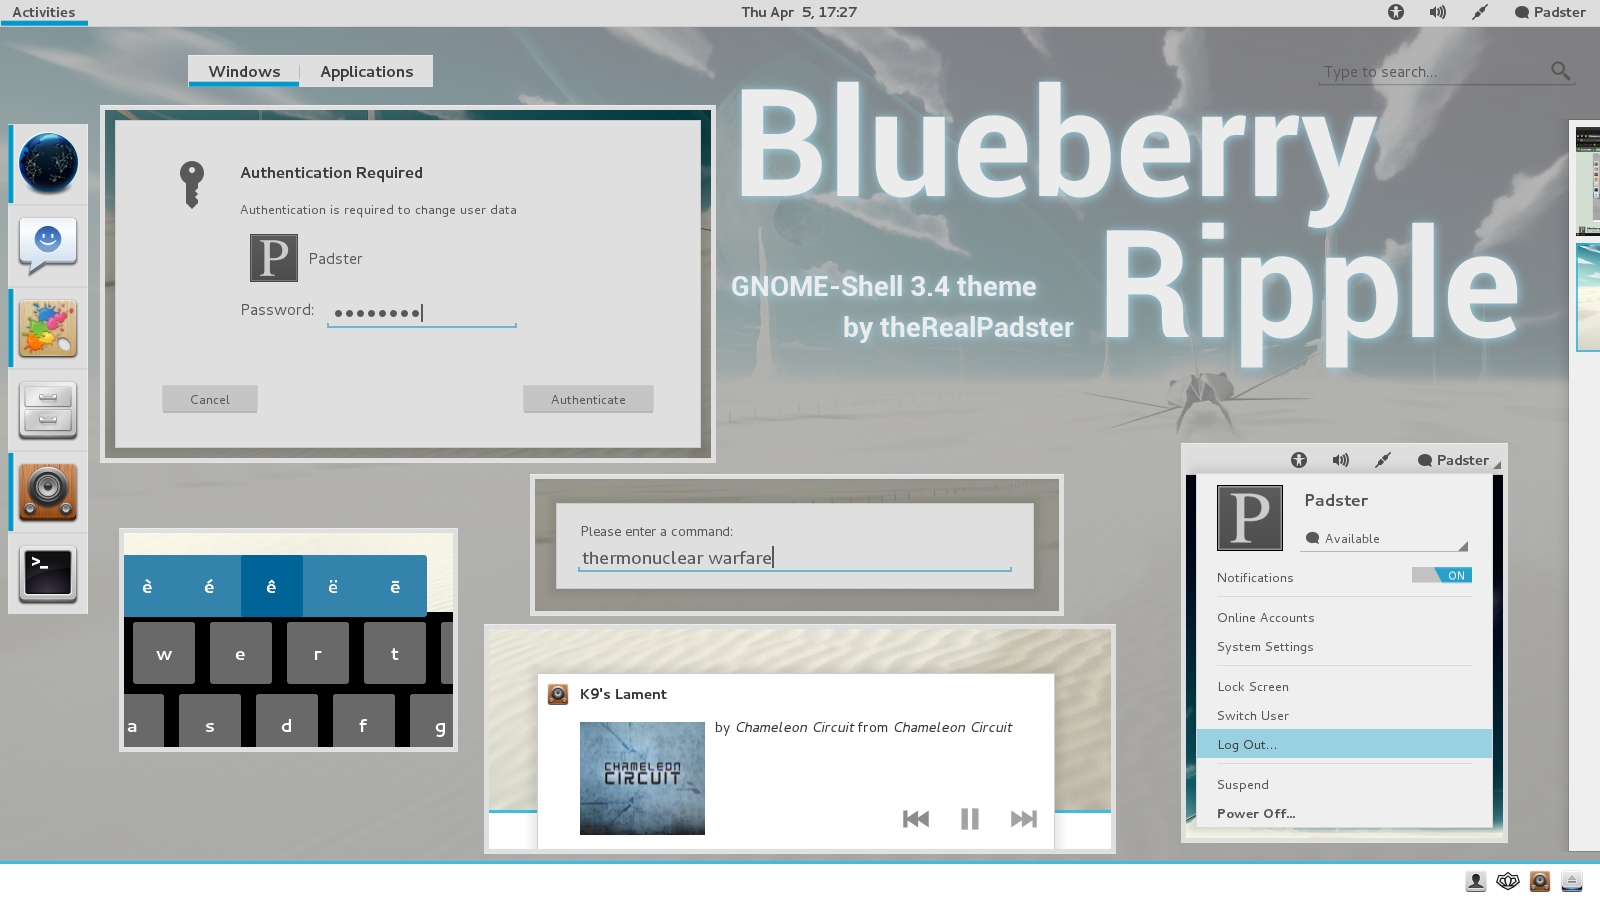 Activities
Thu Apr 5, 17:27
Padster
Windows
Applications
Type to search...
Blueberry
Ripple
GNOME-Shell 3.4 theme
by theRealPadster
Authentication Required
Authentication is required to change user data
P
Padster
Password: ••••••••
Cancel
Authenticate
>_
è é ê ë ē
w e r t
a s d f g
Please enter a command:
thermonuclear warfare
K9's Lament
by Chameleon Circuit from Chameleon Circuit
CHAMELEON
CIRCUIT
Padster
P
Padster
Available
Notifications
ON
Online Accounts
System Settings
Lock Screen
Switch User
Log Out...
Suspend
Power Off...